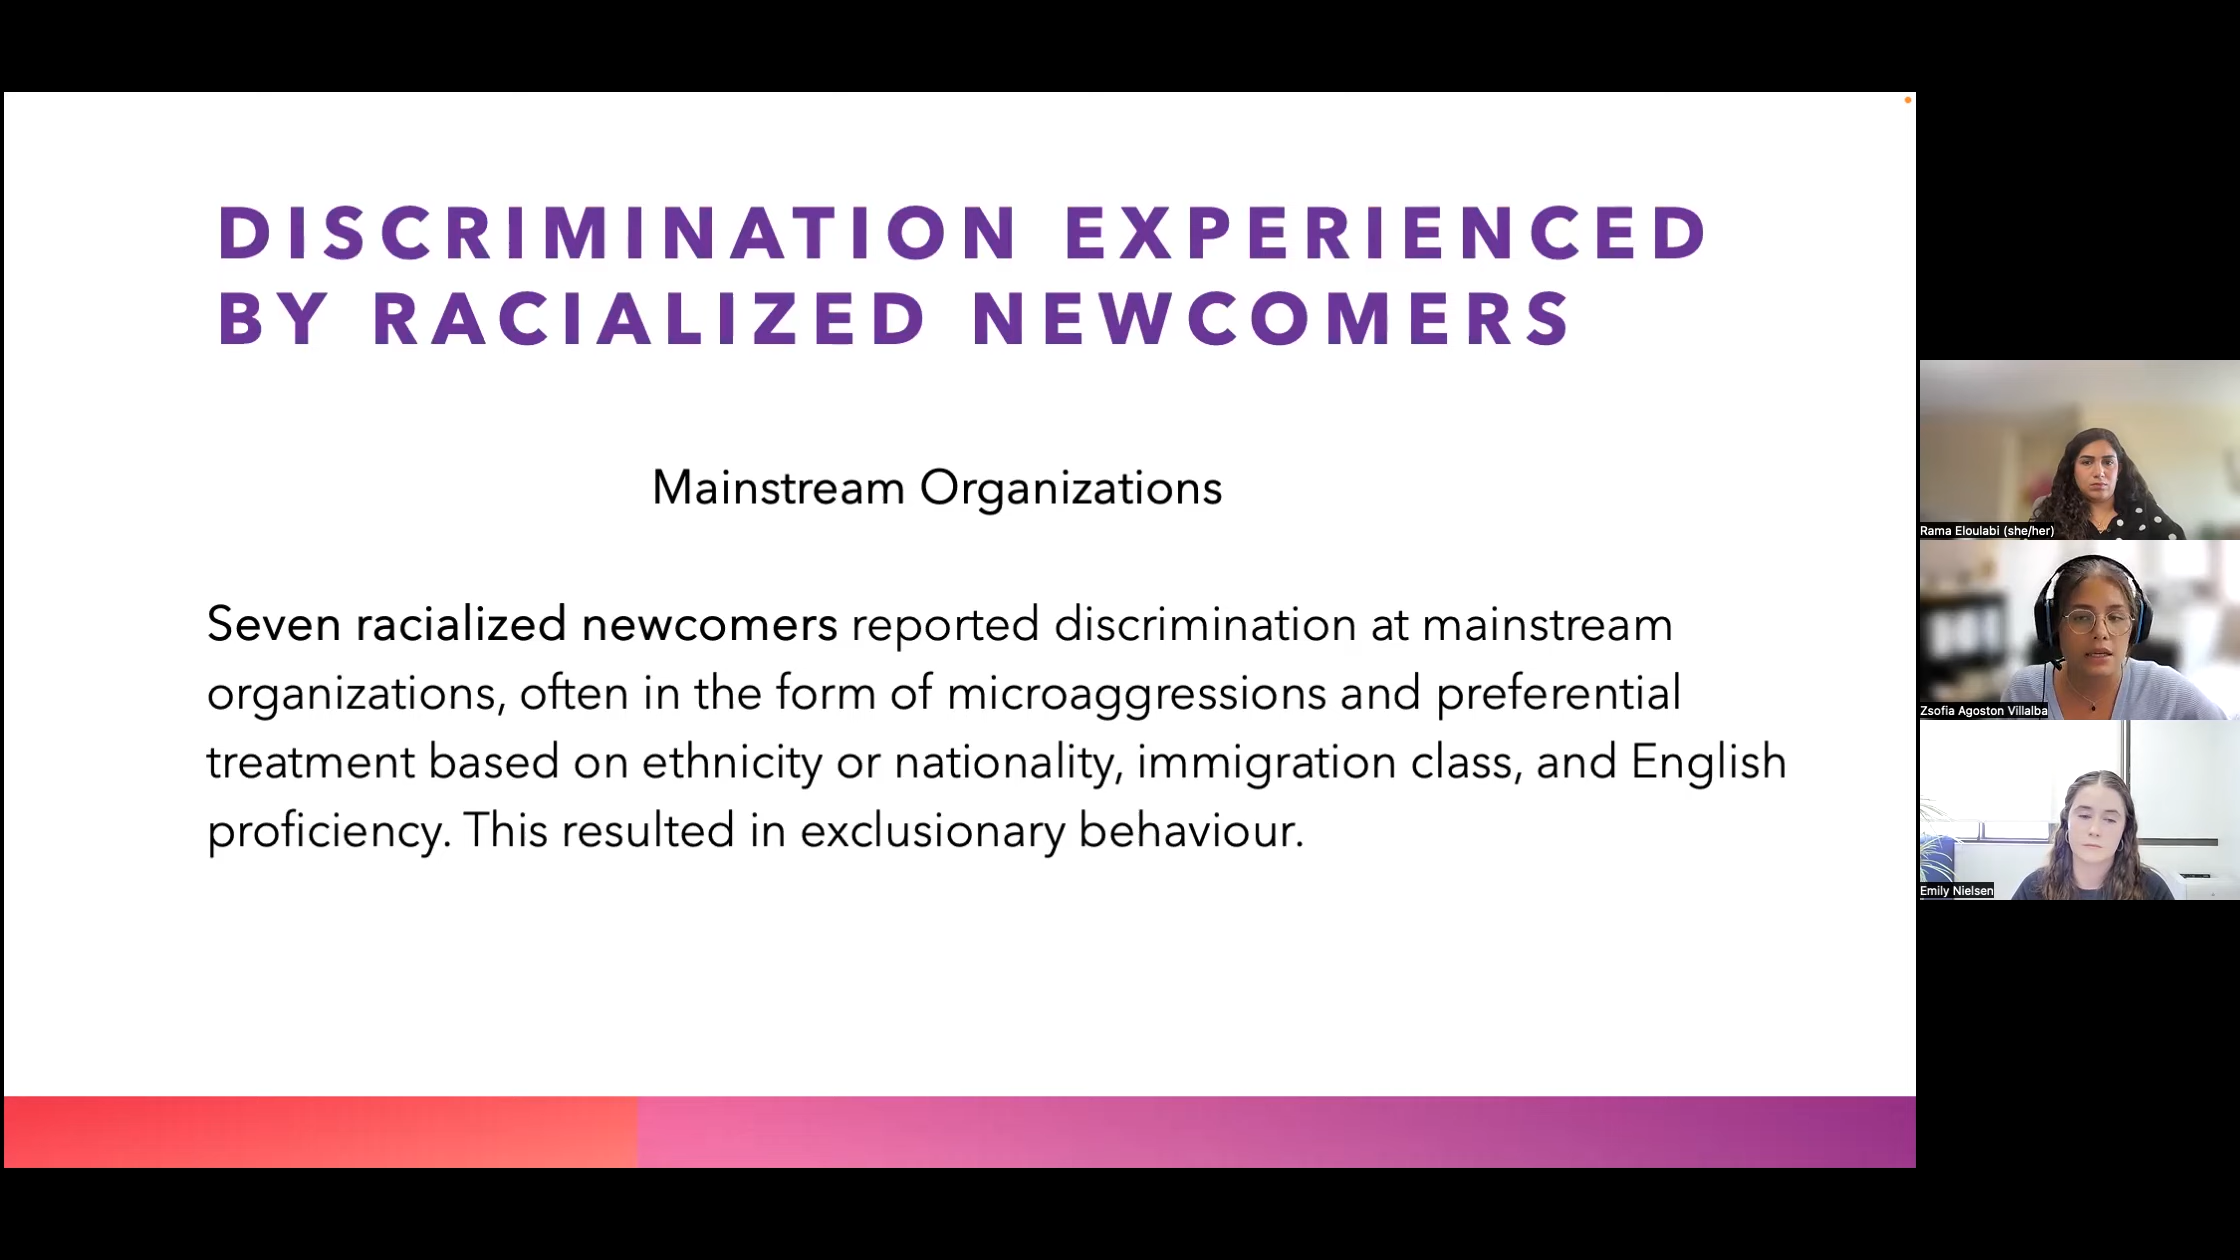 DISCRIMINATION EXPERIENCED
BY RACIALIZED NEWCOMERS
Mainstream Organizations
Seven racialized newcomers reported discrimination at mainstream
organizations, often in the form of microaggressions and preferential
treatment based on ethnicity or nationality, immigration class, and English
proficiency. This resulted in exclusionary behaviour.
Rama Eloulabi (she/her)
Zsofia Agoston Villalba
Emily Nielsen